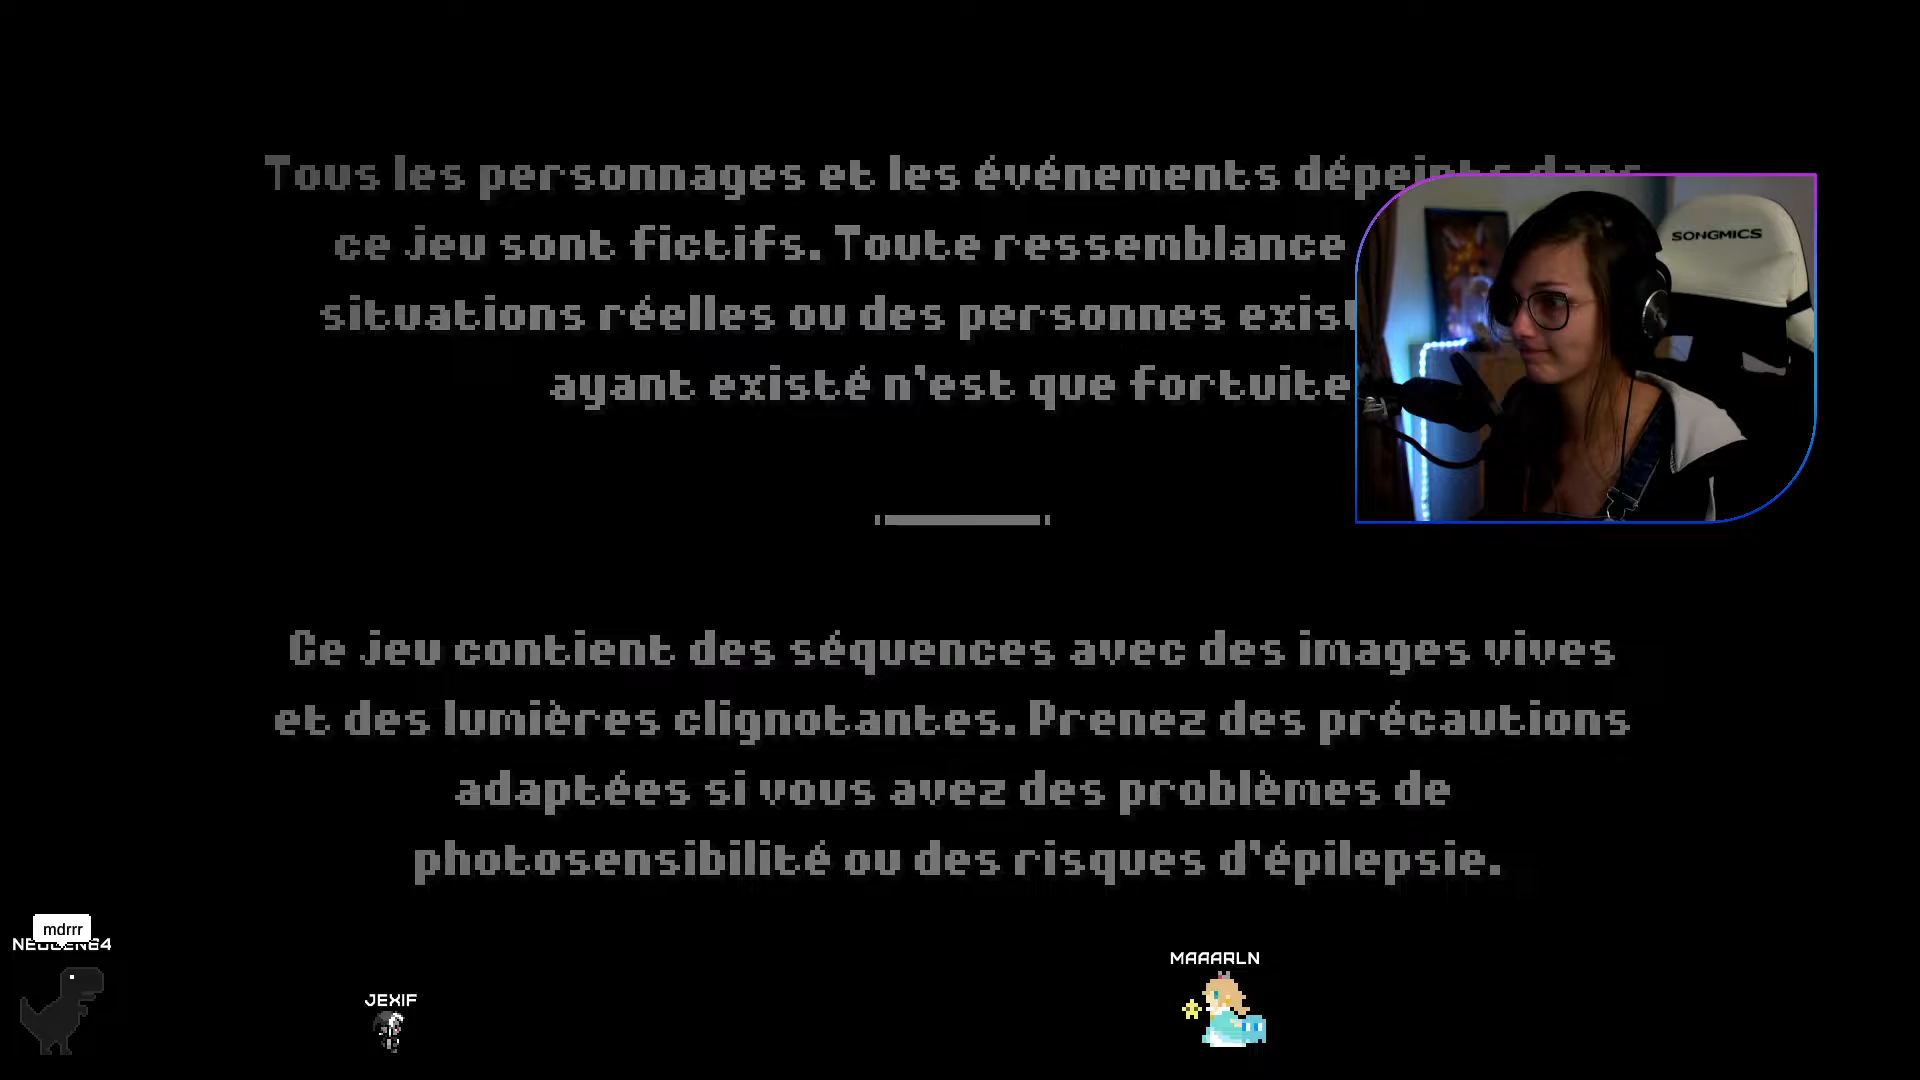 Tous les personnages et les événements dépeints dans
ce jeu sont fictifs. Toute ressemblance
situations réelles ou des personnes
ayant existé n'est que fortuite
SONGMICS
Ce jeu contient des séquences avec des images vives
et des lumières clignotantes. Prenez des précautions
adaptées si vous avez des problèmes de
photosensibilité ou des risques d'épilepsie.
mdrrr
JEXIF
MAAARLN